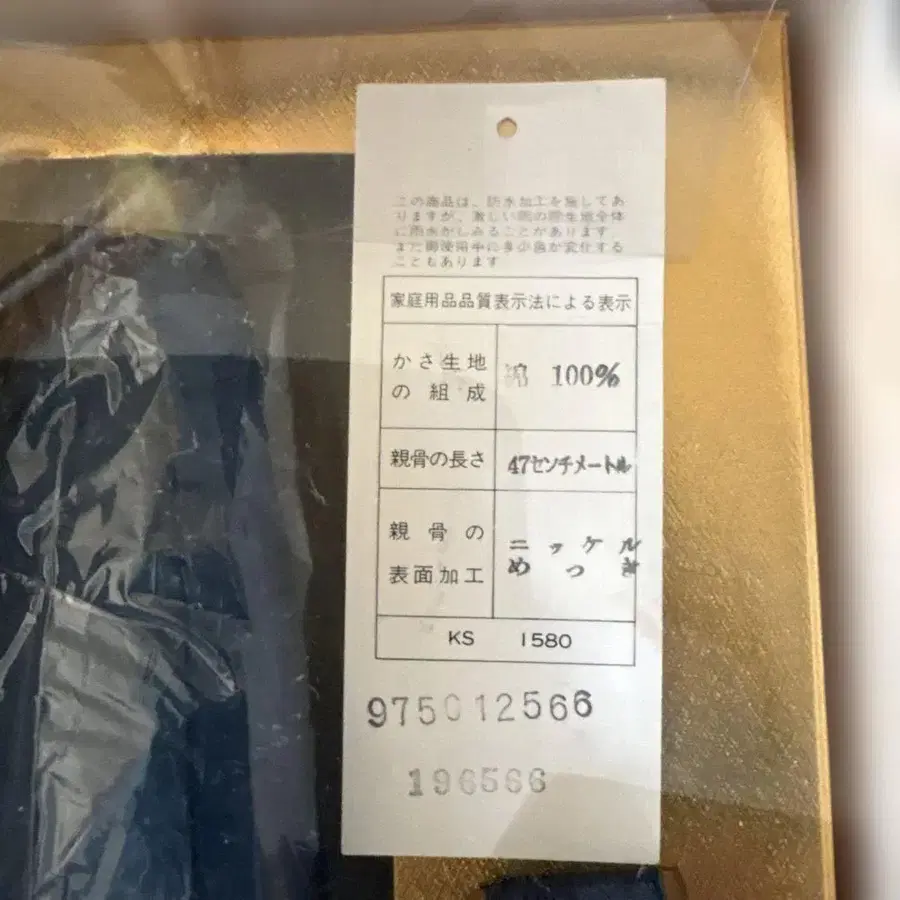 この商品は、防水加工を施してあ
りますが、激しい雨の際生地全体
に雨水がしみることがあります
また御使用中に多少色が変化する
こともあります
家庭用品品質表示法による表示
かさ生地
の組成
綿 100%
親骨の長さ
47センチメートル
親骨の
表面加工
ニッケル
めっき
KS 1580
975012566
196566